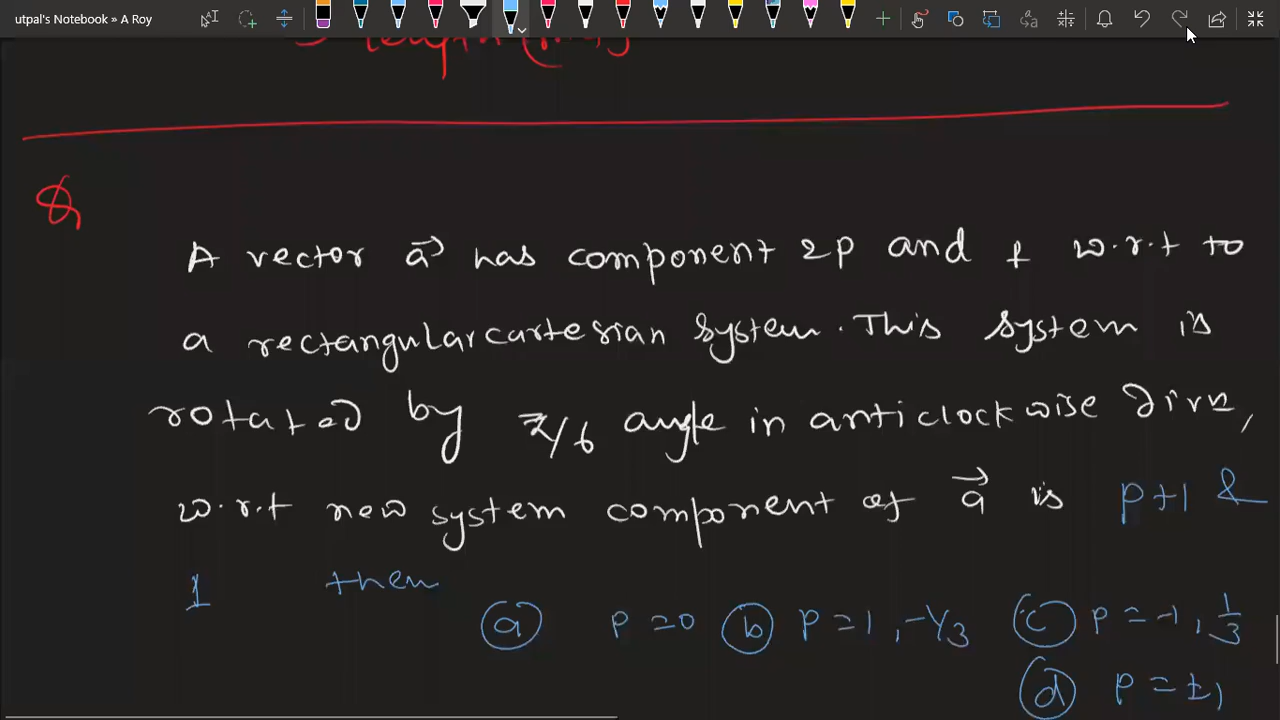 utpal's Notebook » A Roy
Q
A vector a⃗ has component 2p and 1 w.r.t to
a rectangular cartesian system. This system is
rotated by π/6 angle in anticlockwise dirn,
w.r.t new system component of a⃗ is p+1 &
1 then
(a) p=0 (b) p=1, -1/3 (c) p=-1, 1/3
(d) p=±1